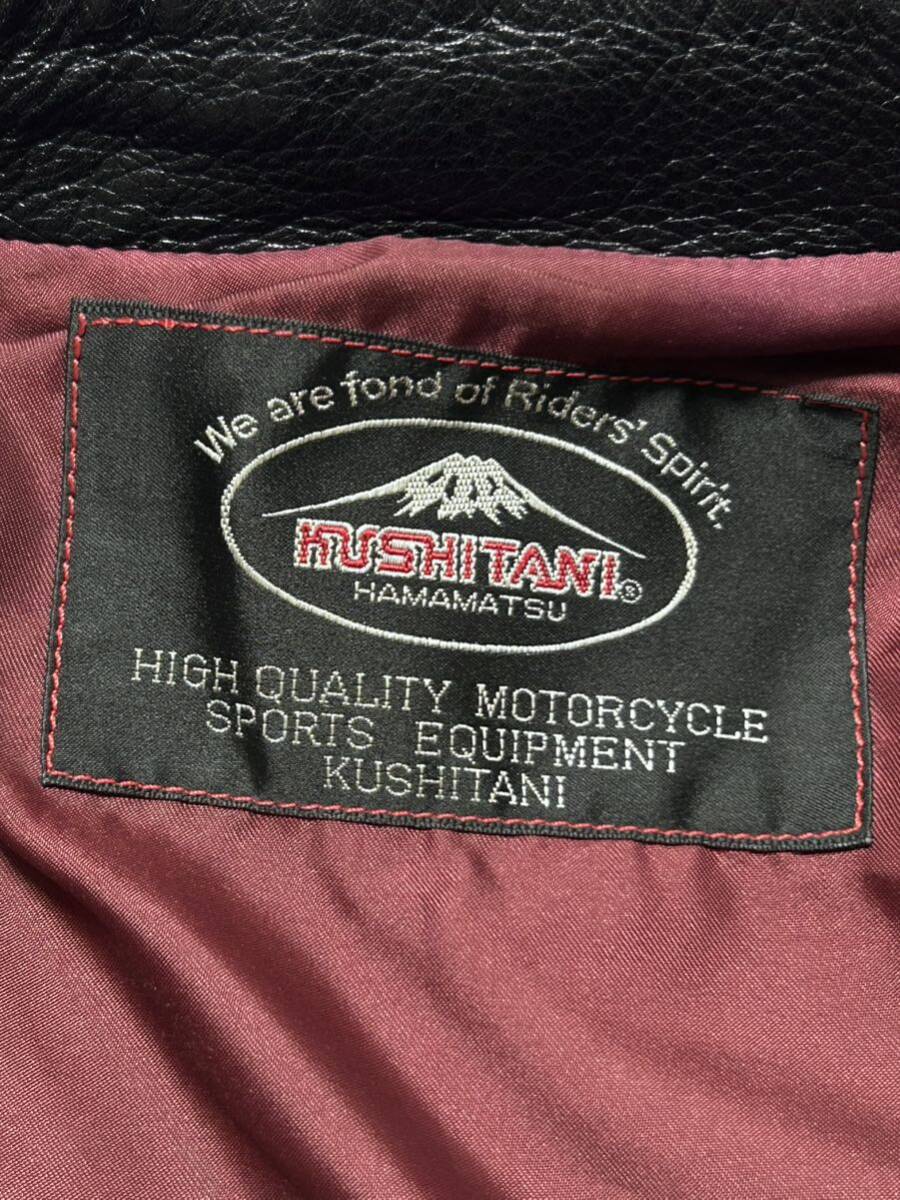 We are fond of Riders' Spirit.
KUSHITANI®
HAMAMATSU
HIGH QUALITY MOTORCYCLE
SPORTS EQUIPMENT
KUSHITANI